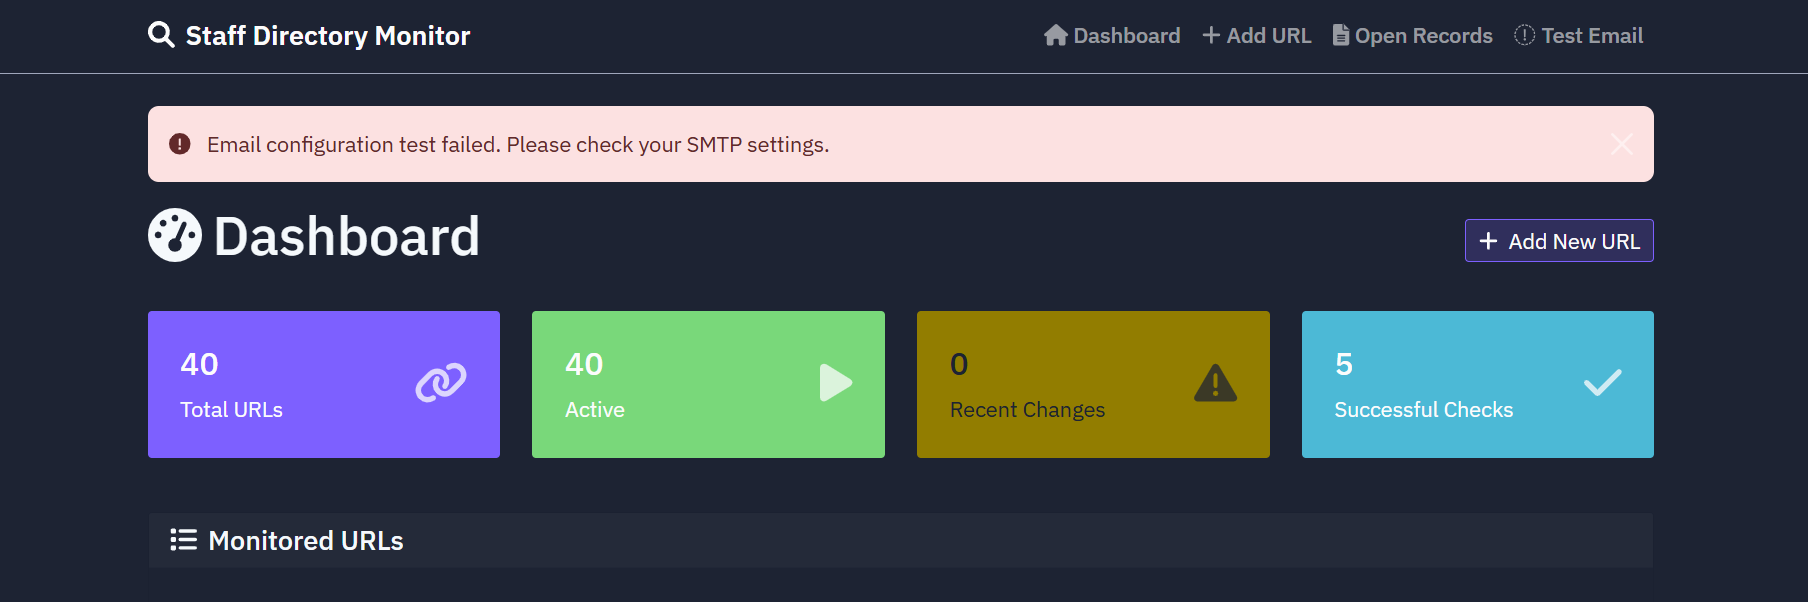 Staff Directory Monitor
Dashboard
Add URL
Open Records
Test Email
Email configuration test failed. Please check your SMTP settings.
Dashboard
Add New URL
40
Total URLs
40
Active
0
Recent Changes
5
Successful Checks
Monitored URLs